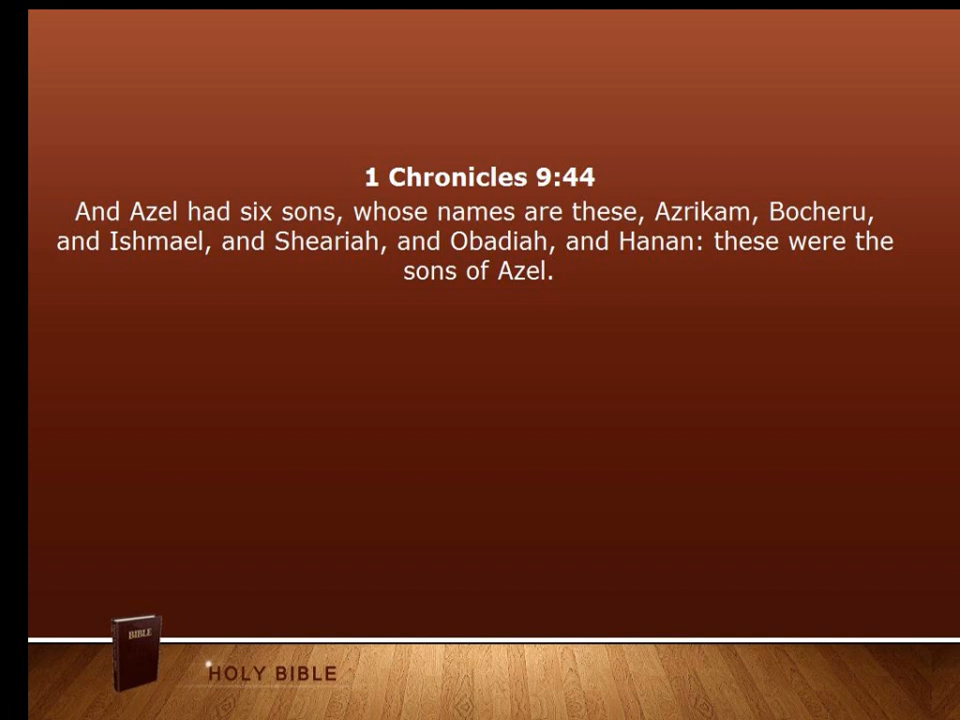 1 Chronicles 9:44
And Azel had six sons, whose names are these, Azrikam, Bocheru,
and Ishmael, and Sheariah, and Obadiah, and Hanan: these were the
sons of Azel.
BIBLE
HOLY BIBLE